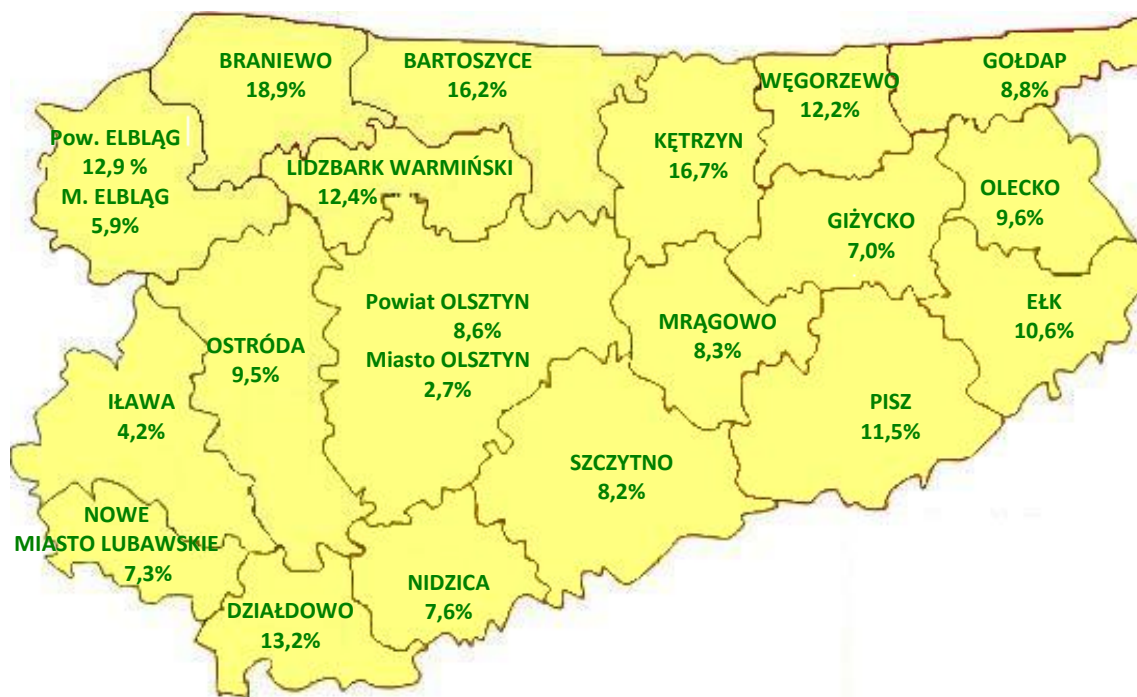 BRANIEWO
18,9%
BARTOSZYCE
16,2%
WĘGORZEWO
12,2%
GOŁDAP
8,8%
Pow. ELBLĄG
12,9 %
M. ELBLĄG
5,9%
LIDZBARK WARMIŃSKI
12,4%
KĘTRZYN
16,7%
GIŻYCKO
7,0%
OLECKO
9,6%
Powiat OLSZTYN
8,6%
Miasto OLSZTYN
2,7%
MRĄGOWO
8,3%
EŁK
10,6%
OSTRÓDA
9,5%
IŁAWA
4,2%
PISZ
11,5%
SZCZYTNO
8,2%
NOWE
MIASTO LUBAWSKIE
7,3%
NIDZICA
7,6%
DZIAŁDOWO
13,2%